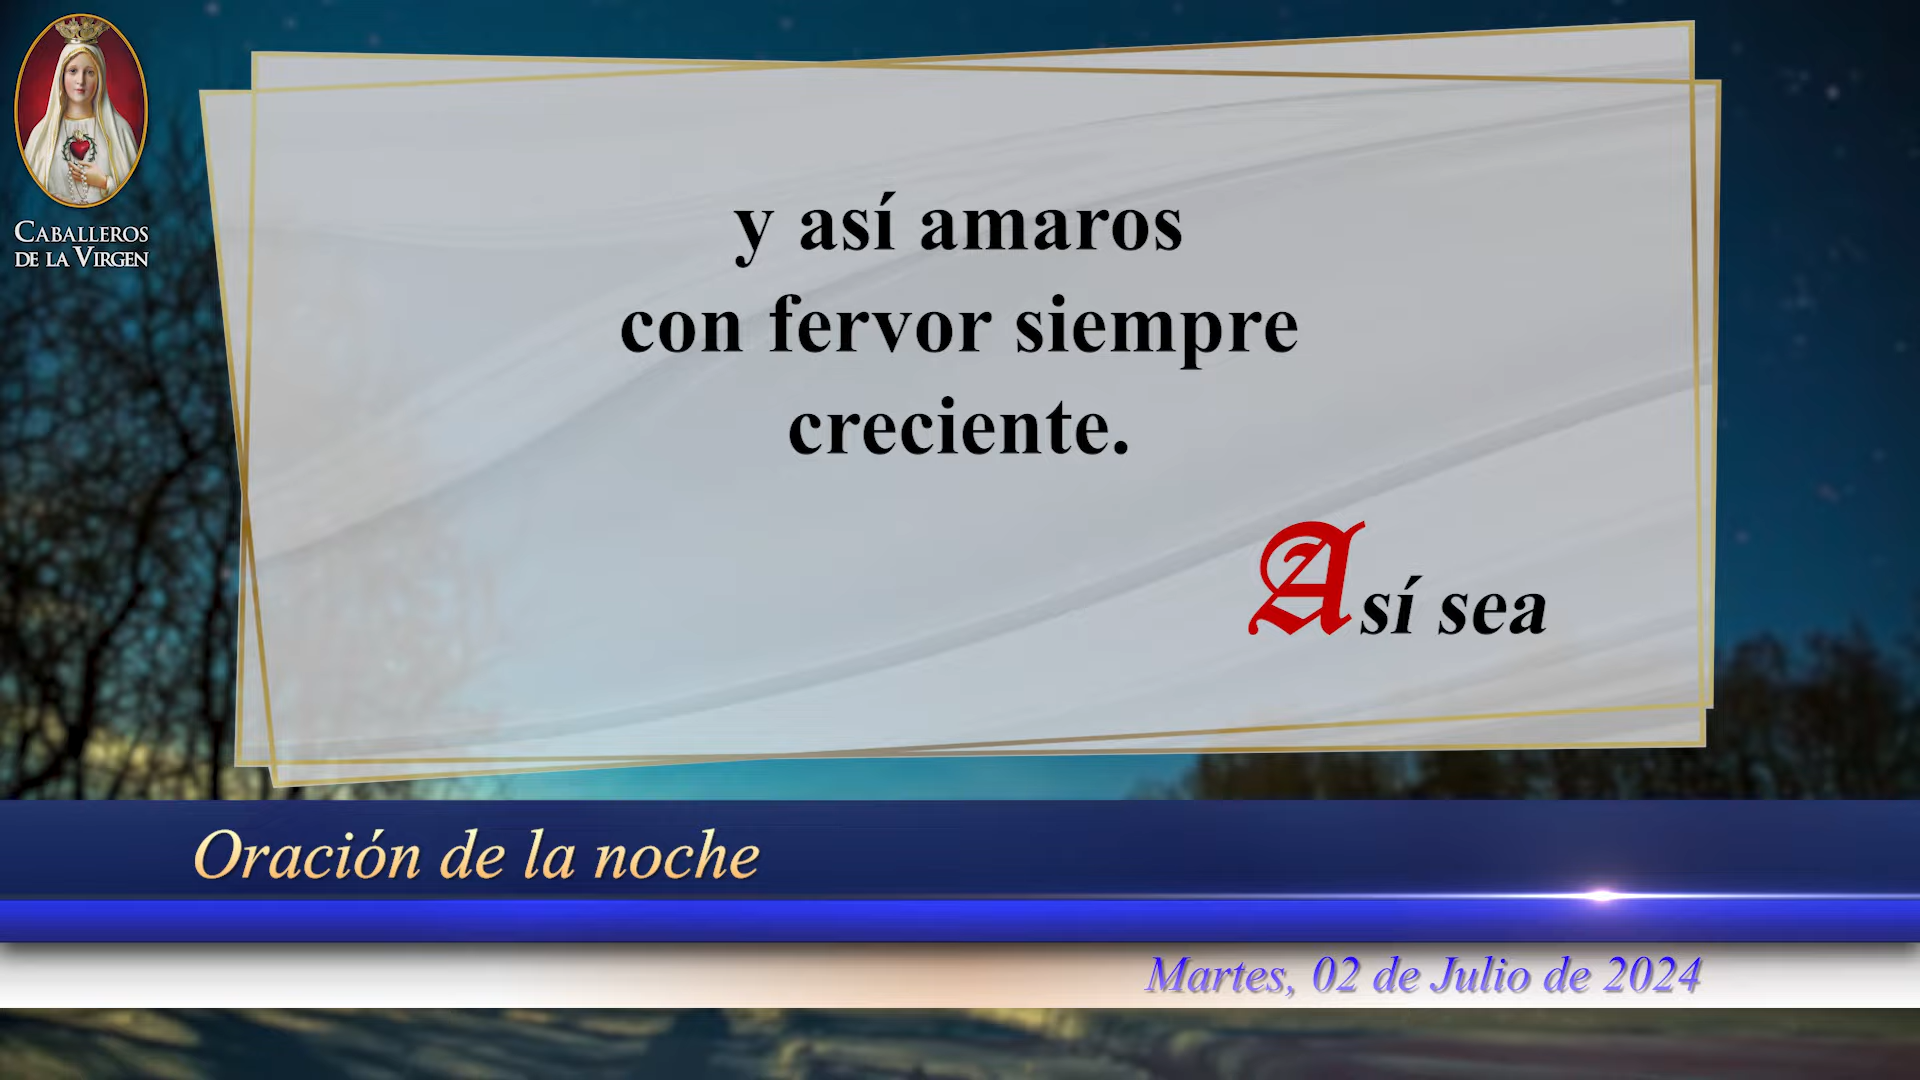 CABALLEROS
DE LA VIRGEN
y así amaros
con fervor siempre
creciente.
Así sea
Oración de la noche
Martes, 02 de Julio de 2024